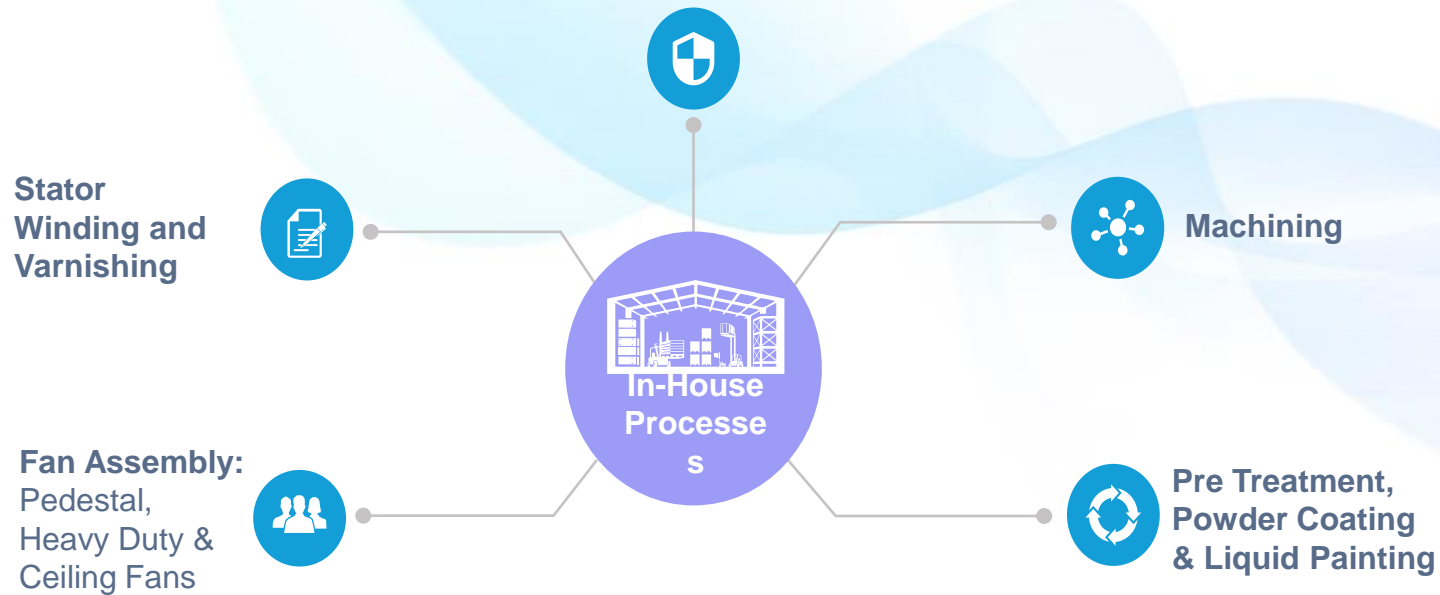 Stator
Winding and
Varnishing
Machining
In-House
Processe
s
Fan Assembly:
Pedestal,
Heavy Duty &
Ceiling Fans
Pre Treatment,
Powder Coating
& Liquid Painting